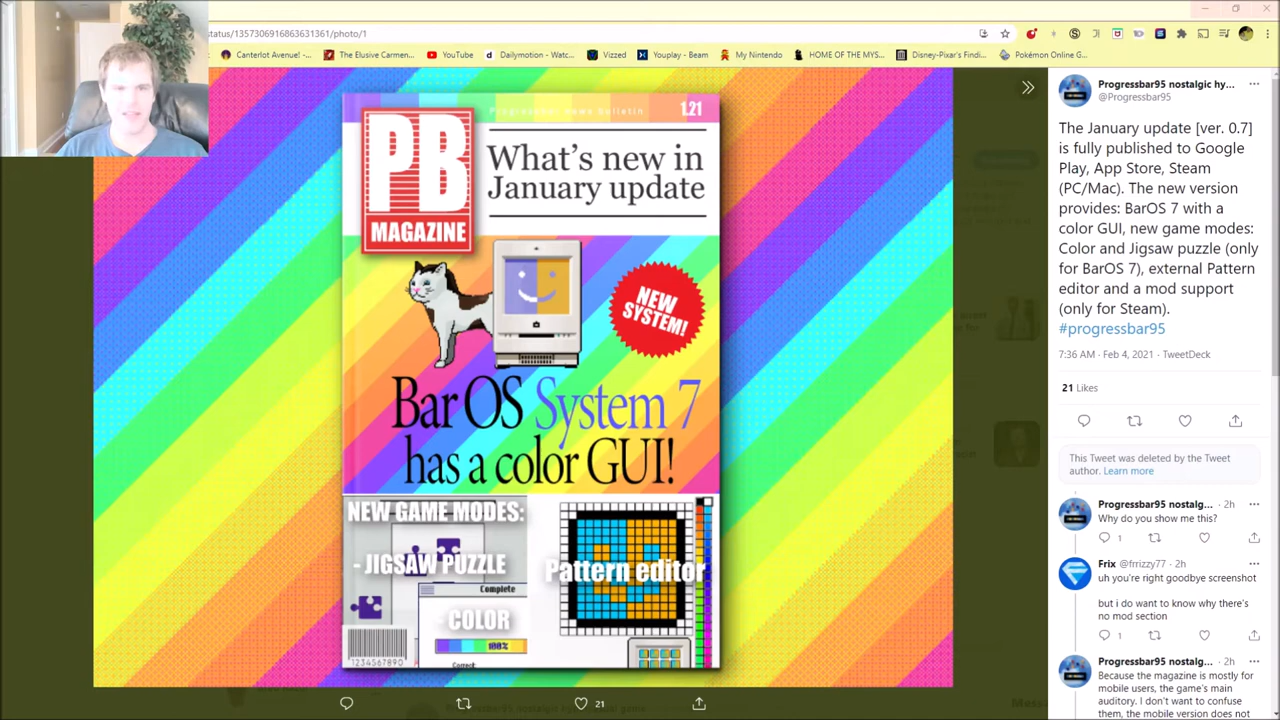 status/1357306916863631361/photo/1
Canterlot Avenue! -...
The Elusive Carmen...
YouTube
Dailymotion - Watc...
Vizzed
Youplay - Beam
My Nintendo
HOME OF THE MYS...
Disney-Pixar's Findi...
Pokémon Online G...
1.21
PB
MAGAZINE
What's new in
January update
NEW
SYSTEM!
BarOS System 7
has a color GUI!
NEW GAME MODES:
- JIGSAW PUZZLE
Complete
COLOR
100%
Correct
1234567890
Pattern editor
21
Progressbar95 nostalgic hy...
@Progressbar95
The January update [ver. 0.7]
is fully published to Google
Play, App Store, Steam
(PC/Mac). The new version
provides: BarOS 7 with a
color GUI, new game modes:
Color and Jigsaw puzzle (only
for BarOS 7), external Pattern
editor and a mod support
(only for Steam).
#progressbar95
7:36 AM · Feb 4, 2021 · TweetDeck
21 Likes
This Tweet was deleted by the Tweet
author. Learn more
Progressbar95 nostalg... · 2h
Why do you show me this?
1
Frix @frrizzy77 · 2h
uh you're right goodbye screenshot
but i do want to know why there's
no mod section
1
Progressbar95 nostalg... · 2h
Because the magazine is mostly for
mobile users, the game's main
auditory. I don't want to confuse
them, the mobile version does not